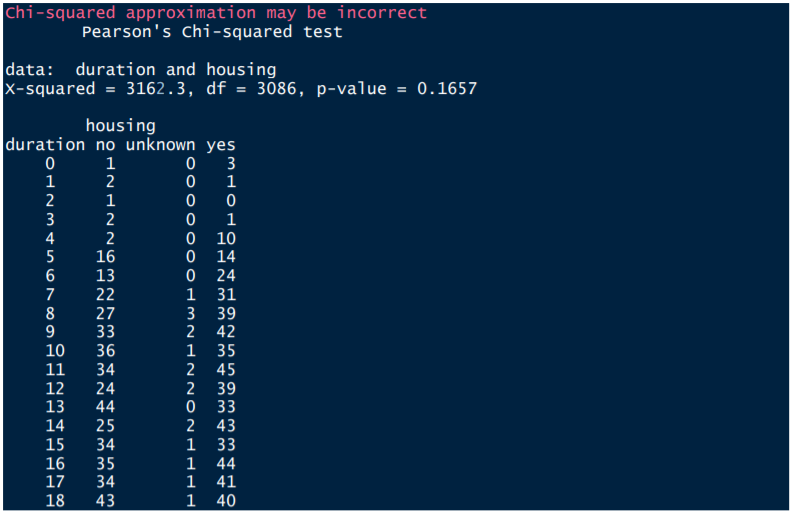 Chi-squared approximation may be incorrect
Pearson's Chi-squared test
data: duration and housing
X-squared = 3162.3, df = 3086, p-value = 0.1657
housing
duration no unknown yes
0 1 0 3
1 2 0 1
2 1 0 0
3 2 0 1
4 2 0 10
5 16 0 14
6 13 0 24
7 22 1 31
8 27 3 39
9 33 2 42
10 36 1 35
11 34 2 45
12 24 2 39
13 44 0 33
14 25 2 43
15 34 1 33
16 35 1 44
17 34 1 41
18 43 1 40